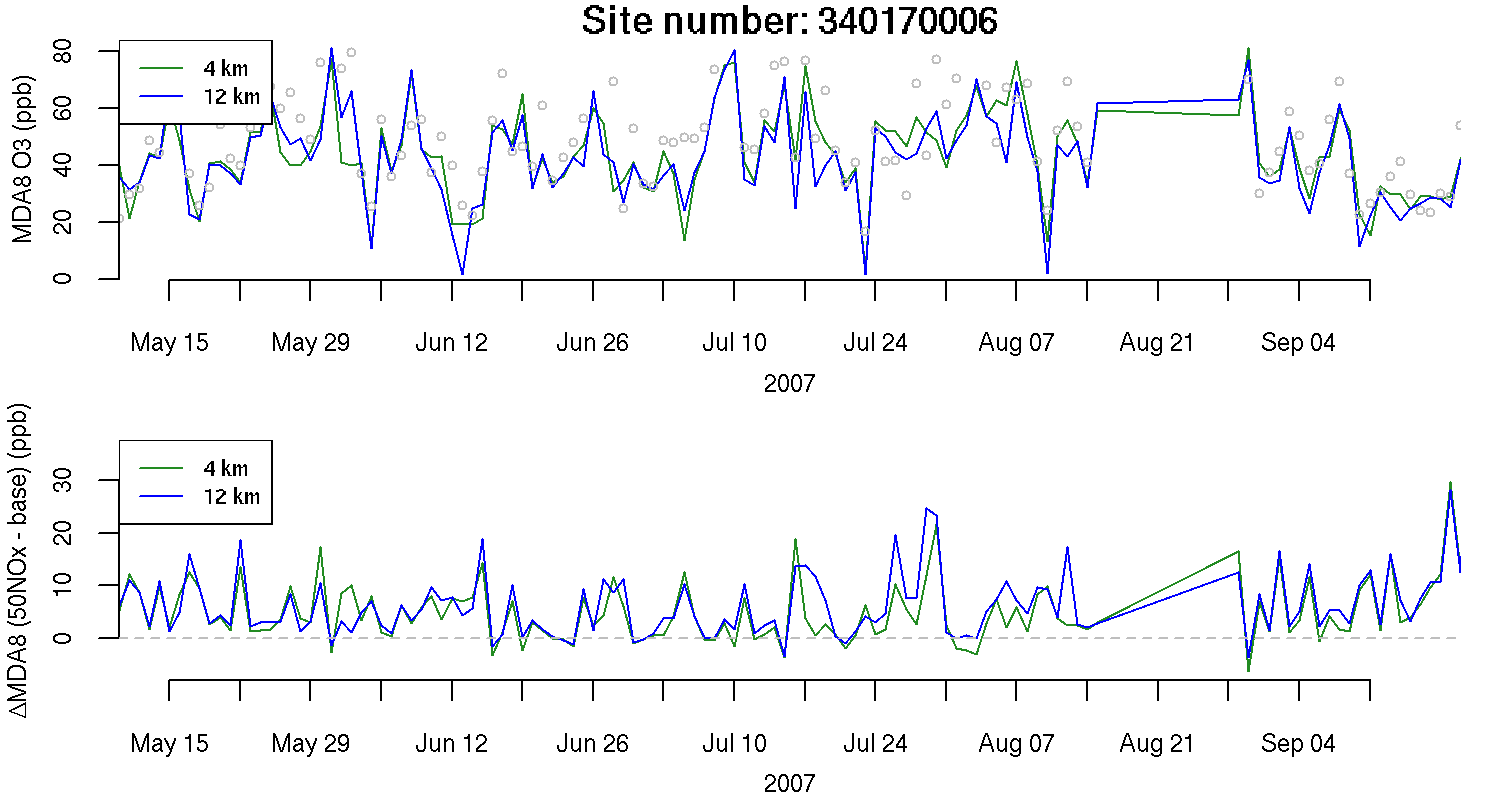 Site number: 340170006
MDA8 O3 (ppb)
80
60
40
20
0
4 km
12 km
May 15
May 29
Jun 12
Jun 26
Jul 10
Jul 24
Aug 07
Aug 21
Sep 04
2007
ΔMDA8 (50NOx - base) (ppb)
30
20
10
0
4 km
12 km
May 15
May 29
Jun 12
Jun 26
Jul 10
Jul 24
Aug 07
Aug 21
Sep 04
2007